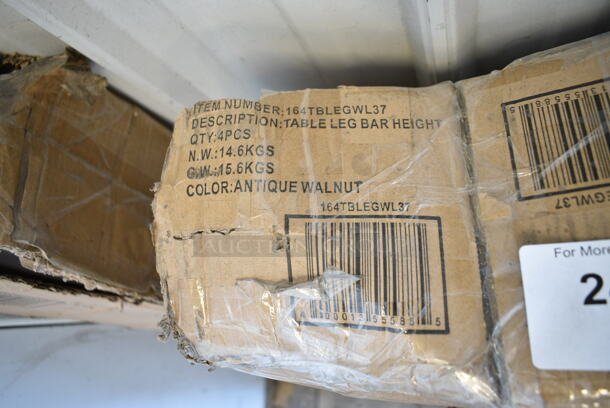 ITEM NUMBER:164TBLEGWL37
DESCRIPTION:TABLE LEG BAR HEIGHT
QTY:4PCS
N.W.:14.6KGS
G.W.:15.6KGS
COLOR:ANTIQUE WALNUT
164TBLEGWL37
For More